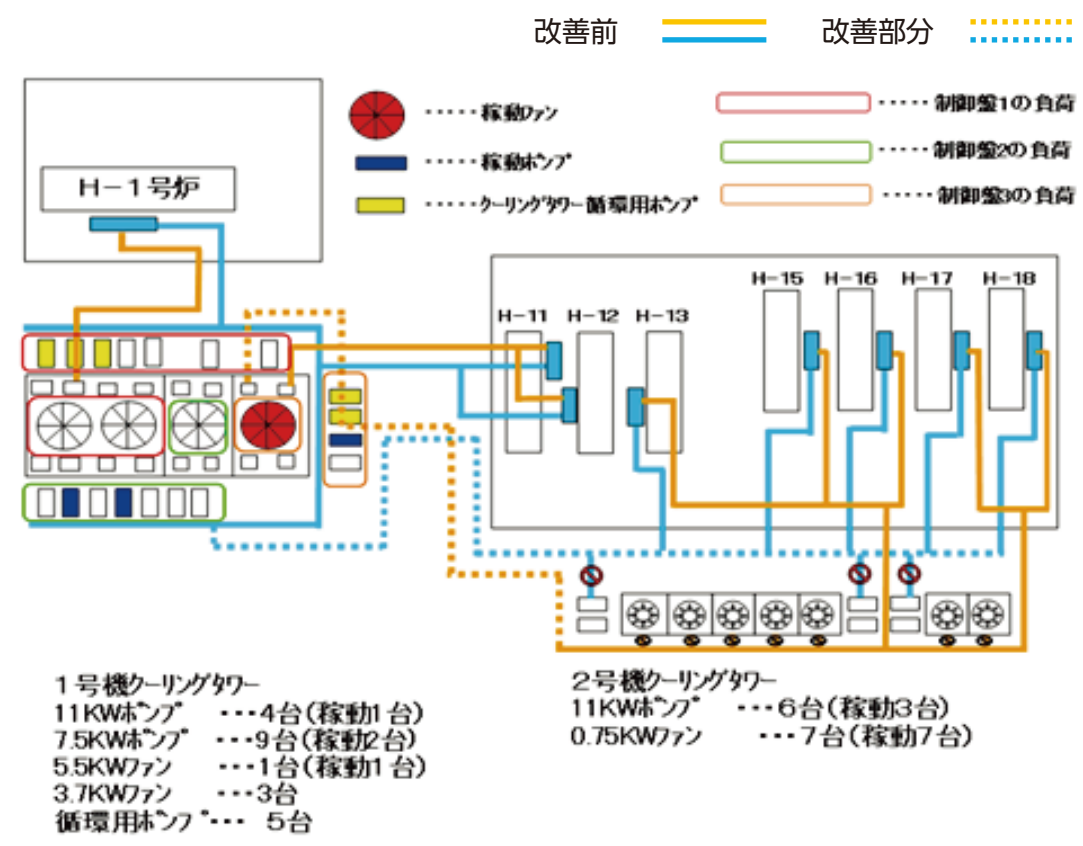 改善前 改善部分
・・・・・稼動ファン
・・・・・稼動ポンプ
・・・・・クーリングタワー循環用ポンプ
・・・・・制御盤1の負荷
・・・・・制御盤2の負荷
・・・・・制御盤3の負荷
H－1号炉
H－11 H－12 H－13
H－15 H－16 H－17 H－18
1号機クーリングタワー
11KWポンプ ・・・4台(稼動1台)
7.5KWポンプ ・・・9台(稼動2台)
5.5KWファン ・・・1台(稼動1台)
3.7KWファン ・・・3台
循環用ポンプ・・・ 5台
2号機クーリングタワー
11KWポンプ ・・・6台(稼動3台)
0.75KWファン ・・・7台(稼動7台)